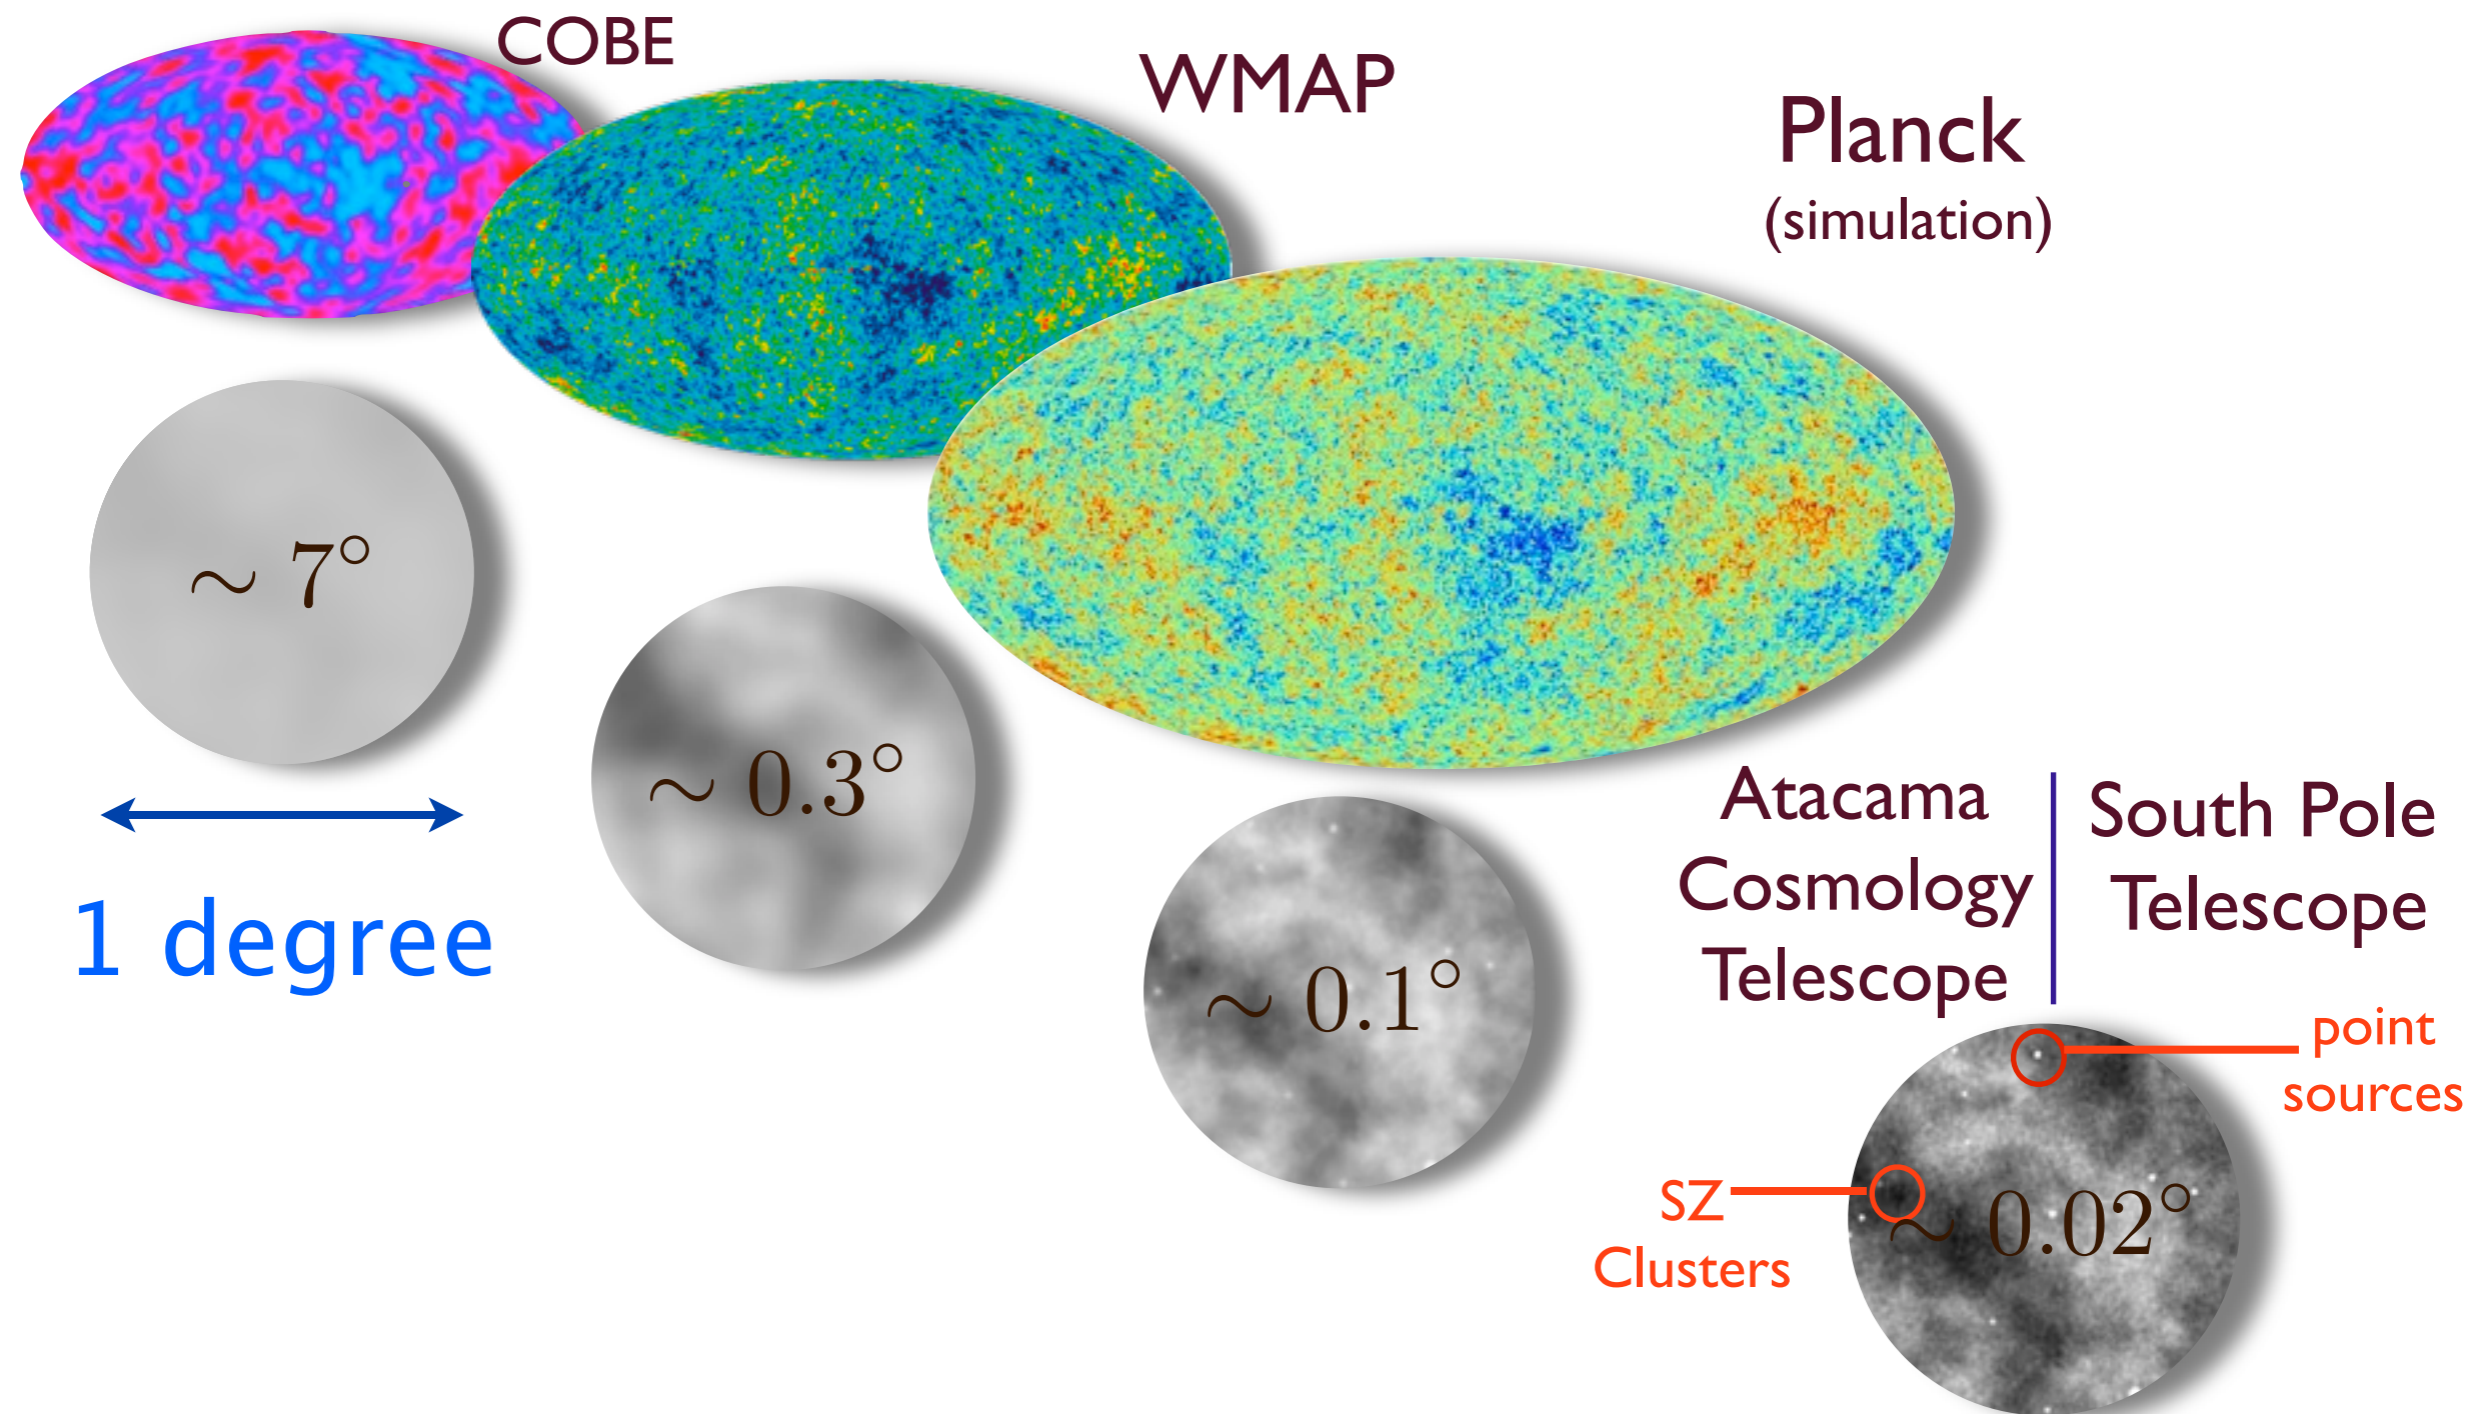 COBE
WMAP
Planck
(simulation)
∼ 7°
∼ 0.3°
1 degree
∼ 0.1°
Atacama
Cosmology
Telescope
South Pole
Telescope
point
sources
SZ
Clusters
∼ 0.02°